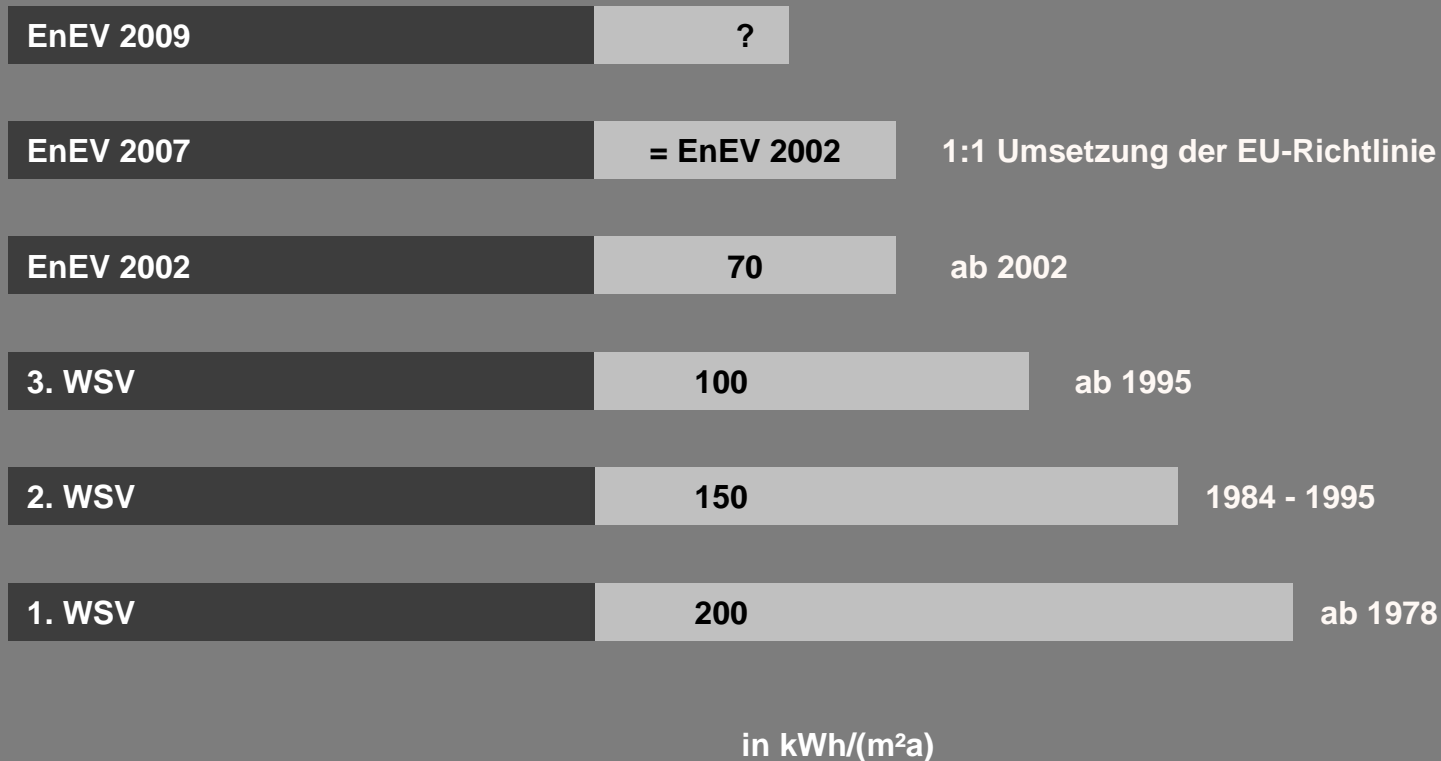 EnEV 2009 ?
EnEV 2007 = EnEV 2002 1:1 Umsetzung der EU-Richtlinie
EnEV 2002 70 ab 2002
3. WSV 100 ab 1995
2. WSV 150 1984 - 1995
1. WSV 200 ab 1978
in kWh/(m²a)